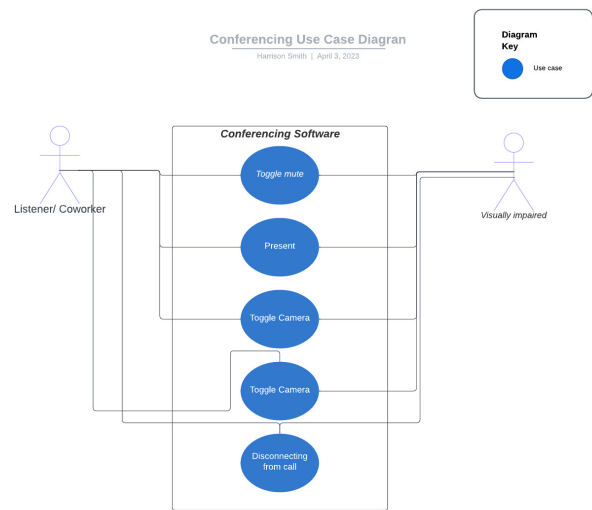 Conferencing Use Case Diagran
Harrison Smith | April 3, 2023
Diagram
Key
Use case
Conferencing Software
Toggle mute
Listener/ Coworker
Visually impaired
Present
Toggle Camera
Toggle Camera
Disconnecting
from call